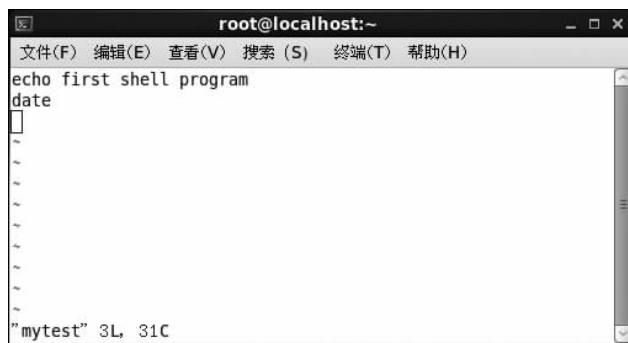 root@localhost:~
文件(F) 编辑(E) 查看(V) 搜索 (S) 终端(T) 帮助(H)
echo first shell program
date
~
~
~
~
~
~
~
~
~
"mytest" 3L, 31C